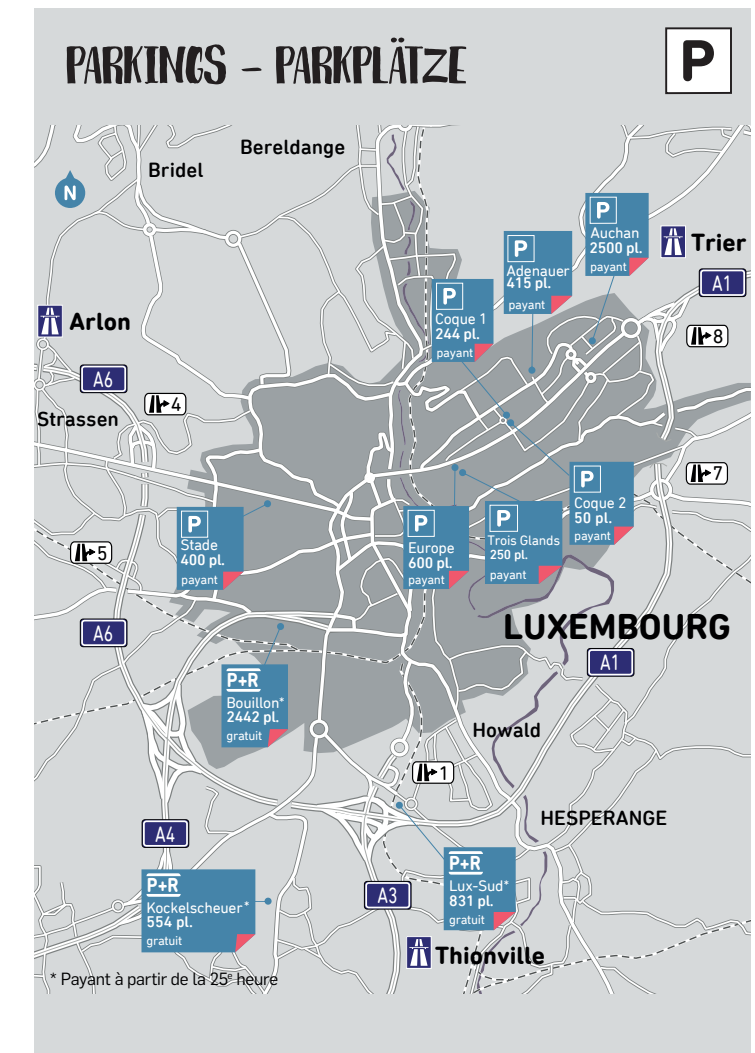 PARKINGS – PARKPLÄTZE
P
Bereldange
Bridel
N
P
Auchan
2500 pl.
payant
Trier
P
Adenauer
415 pl.
payant
A1
P
Coque 1
244 pl.
payant
Arlon
8
A6
4
Strassen
7
P
Coque 2
50 pl.
payant
P
Stade
400 pl.
payant
P
Europe
600 pl.
payant
P
Trois Glands
250 pl.
payant
5
A6
LUXEMBOURG
A1
P+R
Bouillon*
2442 pl.
gratuit
Howald
1
HESPERANGE
A4
P+R
Lux-Sud*
831 pl.
gratuit
P+R
Kockelscheuer*
554 pl.
gratuit
A3
Thionville
* Payant à partir de la 25e heure